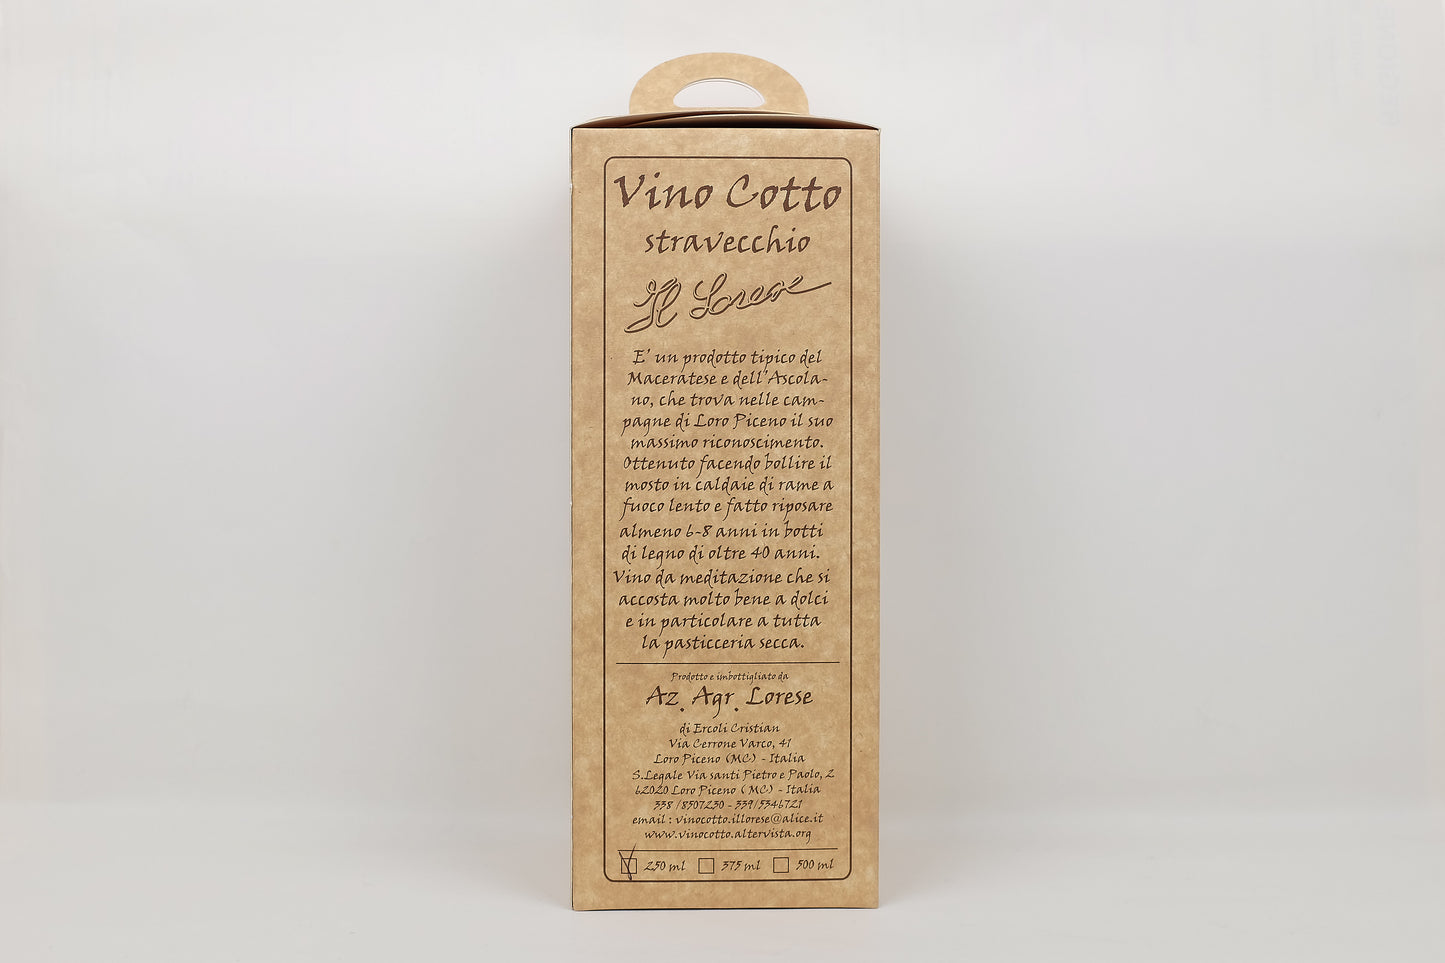 Vino Cotto
stravecchio
Il Lorese
E' un prodotto tipico del
Maceratese e dell'Ascola-
no, che trova nelle cam-
pagne di Loro Piceno il suo
massimo riconoscimento.
Ottenuto facendo bollire il
mosto in caldaie di rame a
fuoco lento e fatto riposare
almeno 6-8 anni in botti
di legno di oltre 40 anni.
Vino da meditazione che si
accosta molto bene a dolci
e in particolare a tutta
la pasticceria secca.
Prodotto e imbottigliato da
Az. Agr. Lorese
di Ercoli Cristian
Via Cerrone Varco, 41
Loro Piceno (MC) - Italia
S.Legale Via santi Pietro e Paolo, 2
62020 Loro Piceno (MC) - Italia
338/8507230 - 339/5346721
email : vinocotto.illorese@alice.it
www.vinocotto.altervista.org
250 ml 375 ml 500 ml